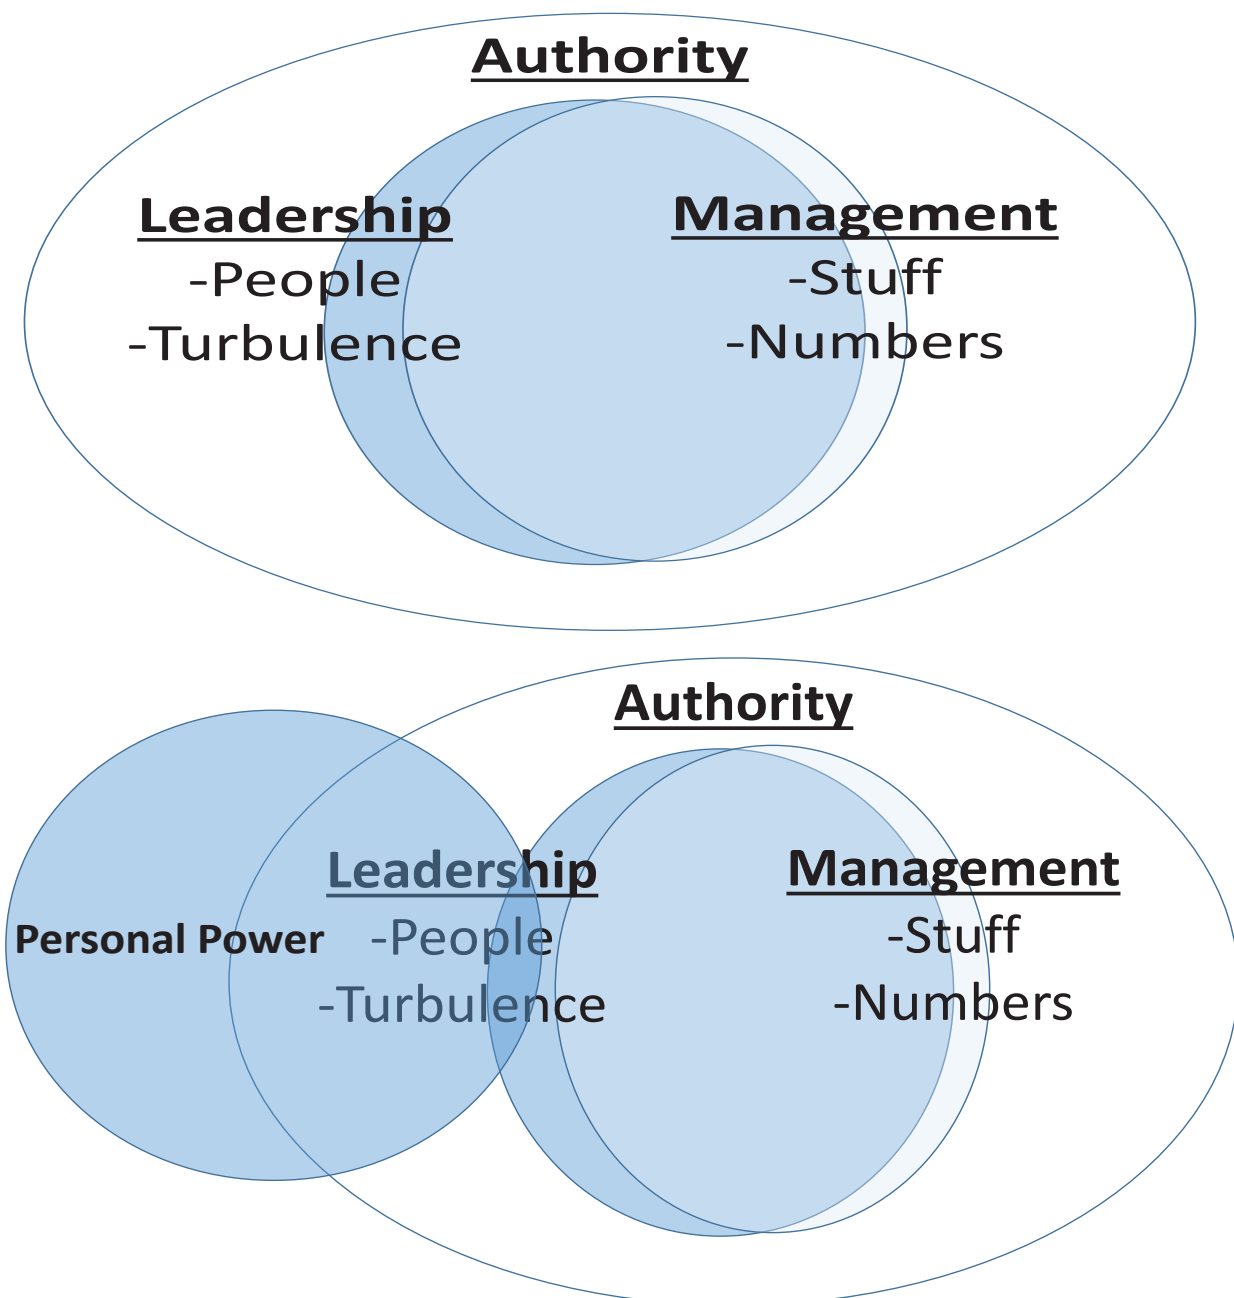 Authority
Leadership
-People
-Turbulence
Management
-Stuff
-Numbers
Authority
Personal Power
Leadership
-People
-Turbulence
Management
-Stuff
-Numbers